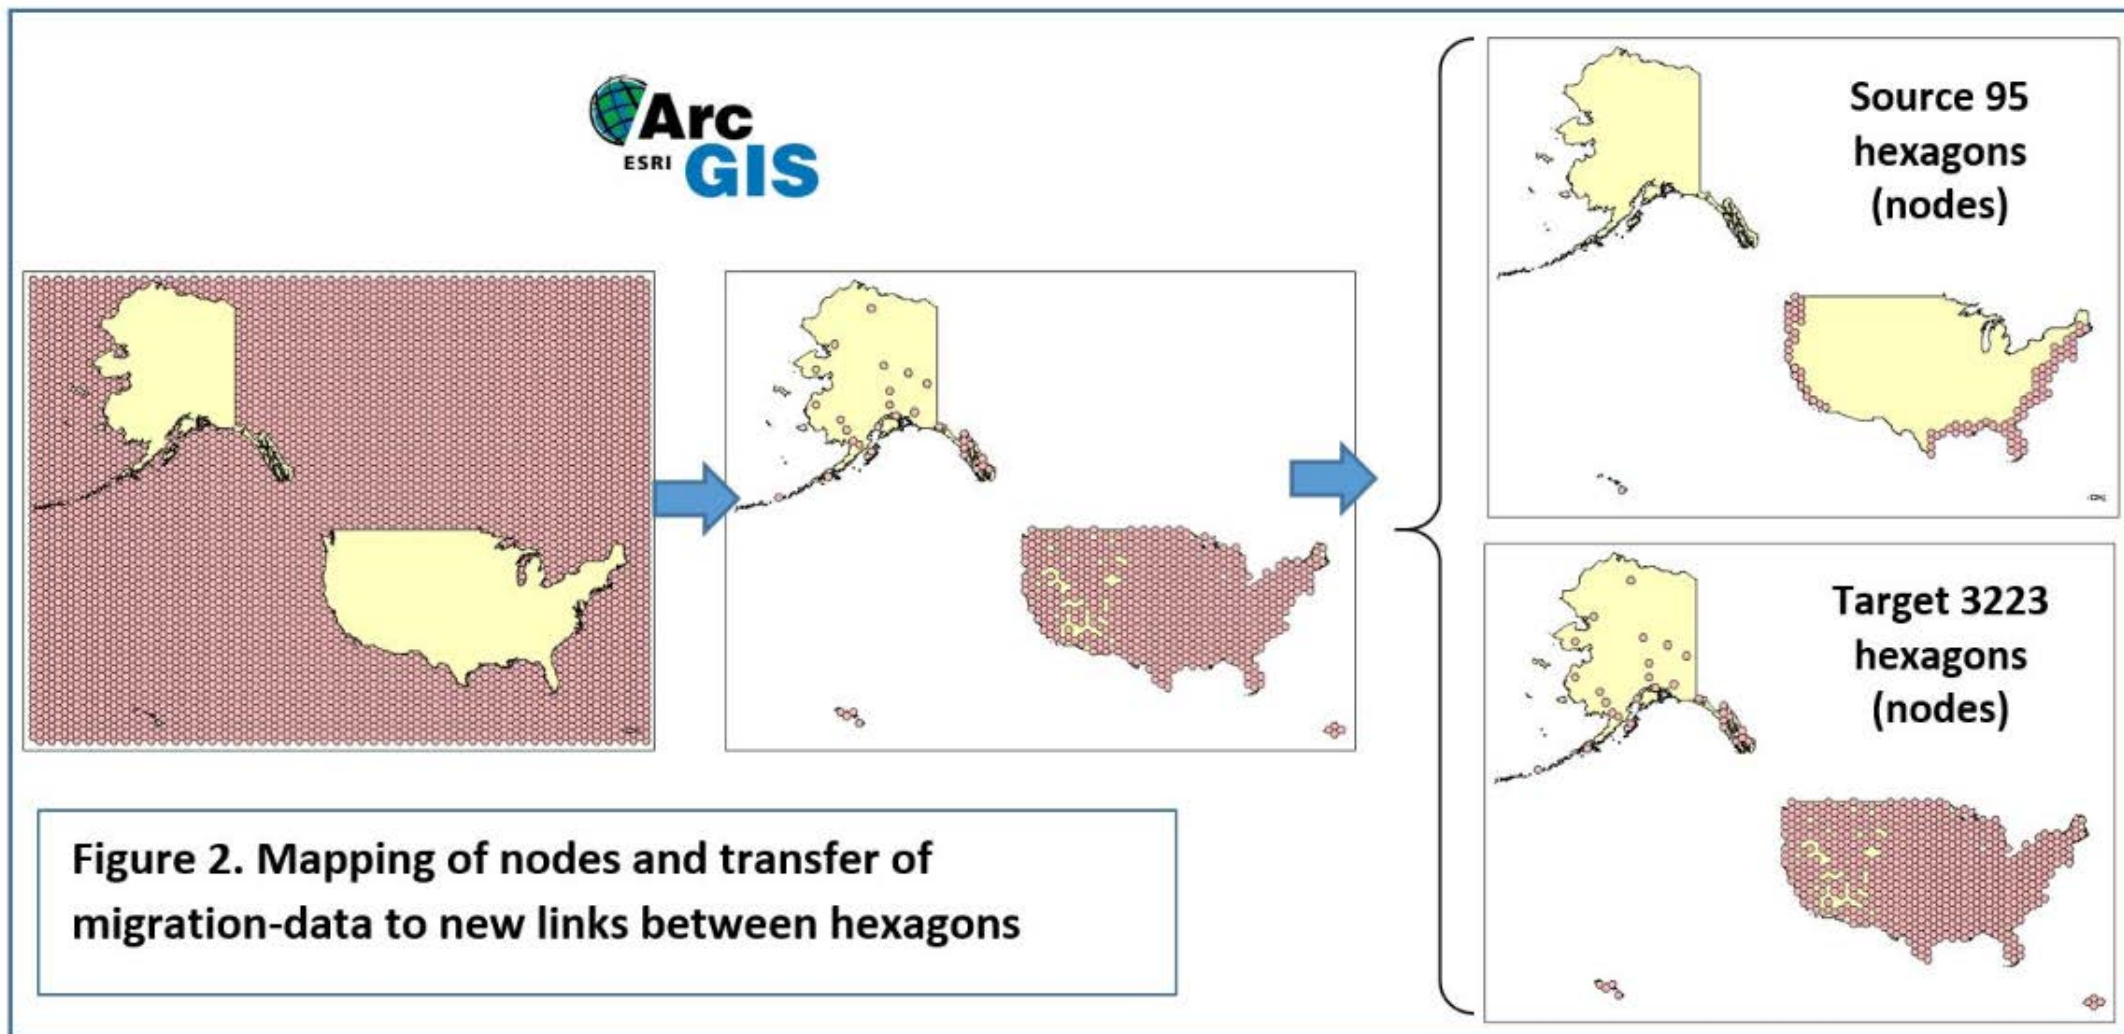 Arc
ESRI GIS
Source 95
hexagons
(nodes)
Target 3223
hexagons
(nodes)
Figure 2. Mapping of nodes and transfer of
migration-data to new links between hexagons